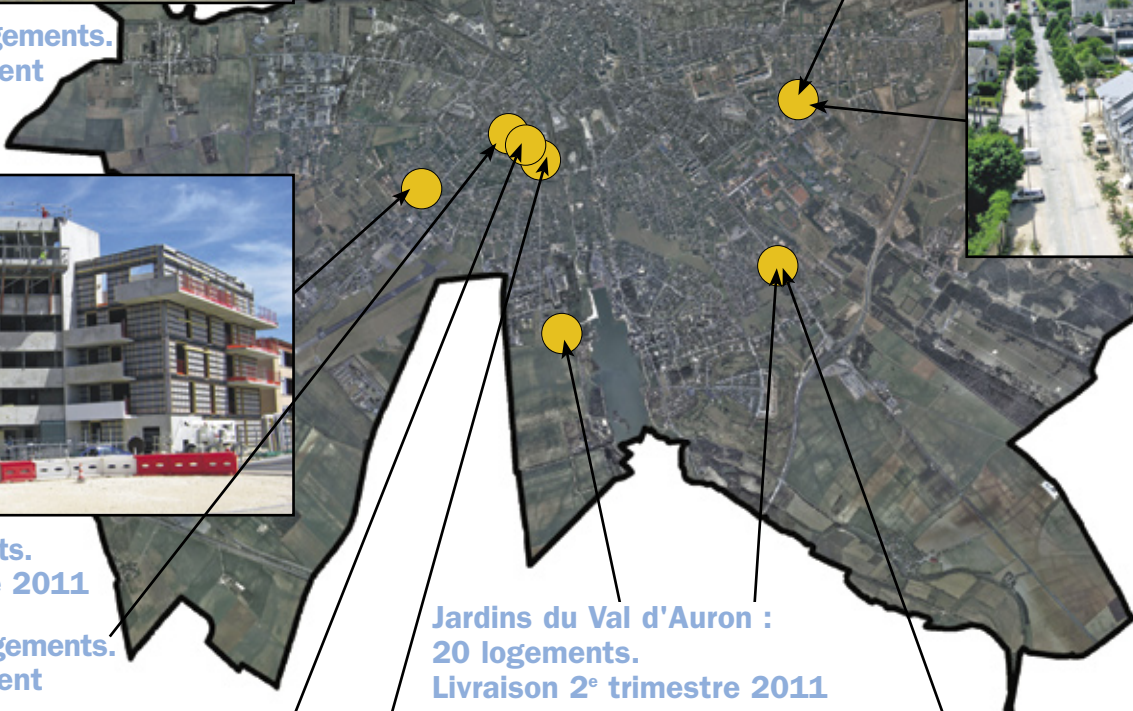 gements.
ent
ts.
2011
gements.
ent
Jardins du Val d'Auron :
20 logements.
Livraison 2e trimestre 2011